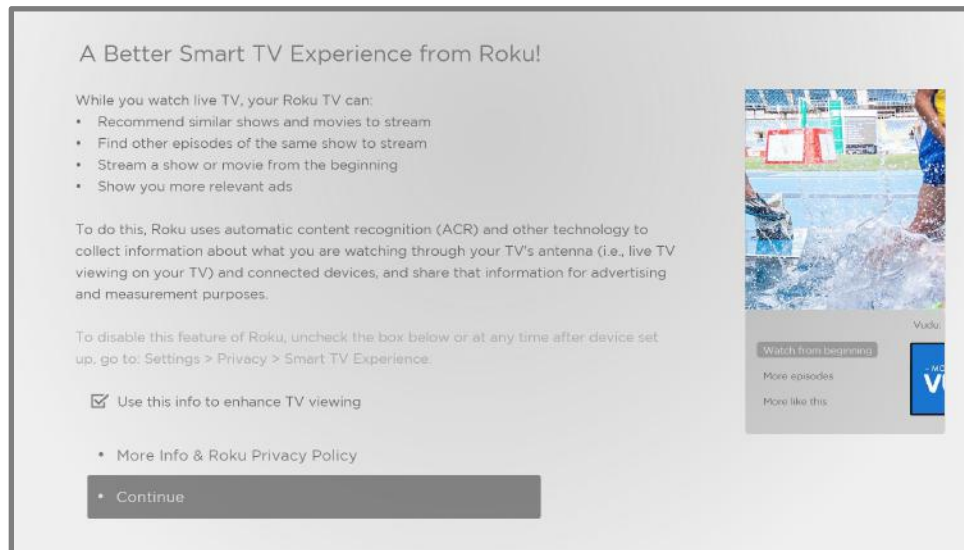 A Better Smart TV Experience from Roku!
While you watch live TV, your Roku TV can:
• Recommend similar shows and movies to stream
• Find other episodes of the same show to stream
• Stream a show or movie from the beginning
• Show you more relevant ads
To do this, Roku uses automatic content recognition (ACR) and other technology to
collect information about what you are watching through your TV's antenna (i.e., live TV
viewing on your TV) and connected devices, and share that information for advertising
and measurement purposes.
To disable this feature of Roku, uncheck the box below or at any time after device set
up, go to: Settings > Privacy > Smart TV Experience.
Use this info to enhance TV viewing
• More Info & Roku Privacy Policy
• Continue
Vudu:
Watch from beginning
More episodes
More like this